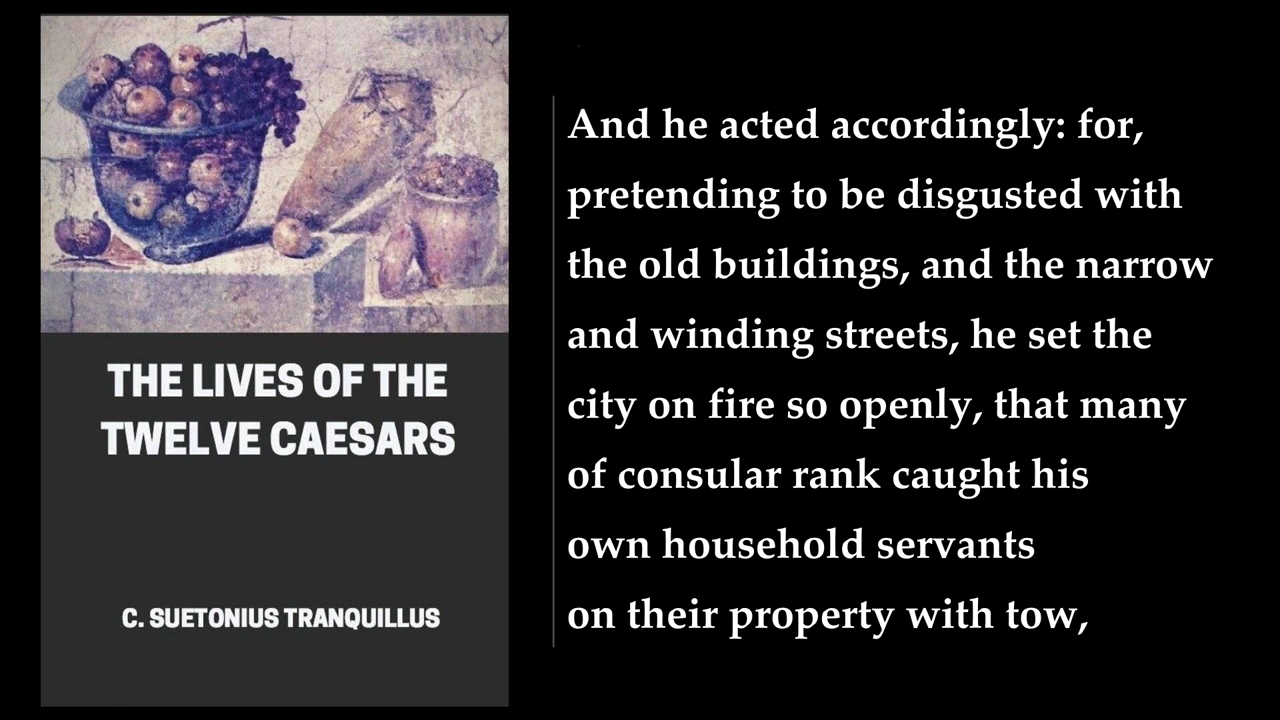 THE LIVES OF THE
TWELVE CAESARS
C. SUETONIUS TRANQUILLUS
And he acted accordingly: for,
pretending to be disgusted with
the old buildings, and the narrow
and winding streets, he set the
city on fire so openly, that many
of consular rank caught his
own household servants
on their property with tow,